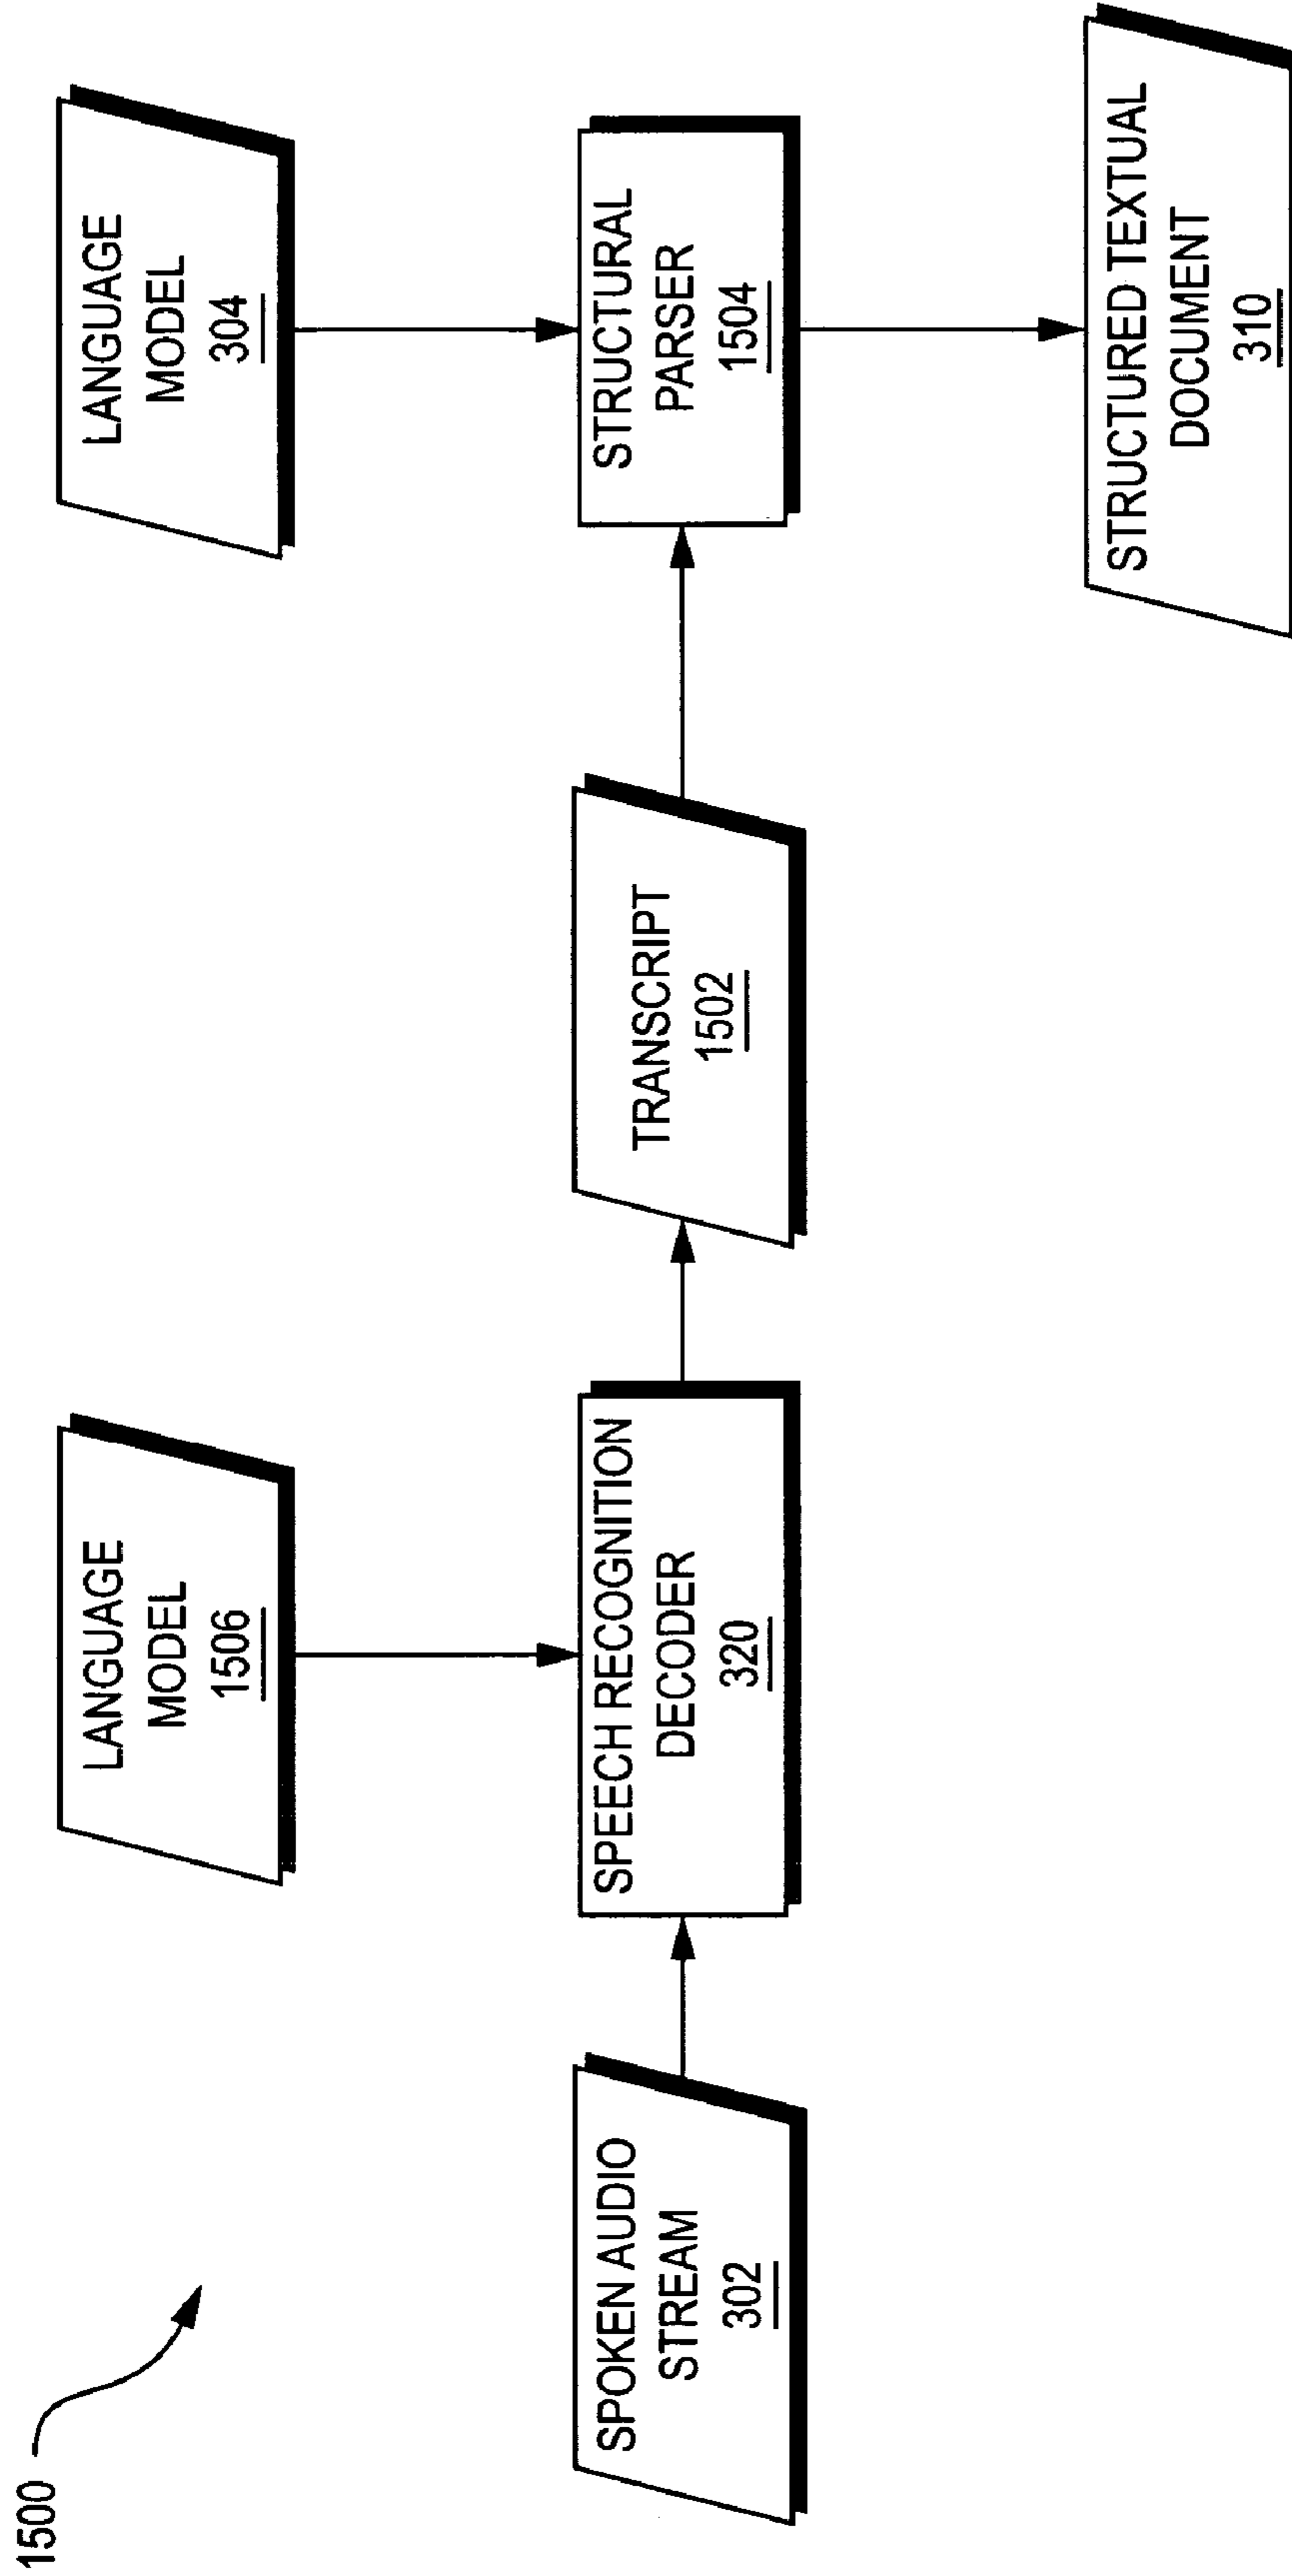 1500
LANGUAGE
MODEL
1506
LANGUAGE
MODEL
304
SPOKEN AUDIO
STREAM
302
SPEECH RECOGNITION
DECODER
320
TRANSCRIPT
1502
STRUCTURAL
PARSER
1504
STRUCTURED TEXTUAL
DOCUMENT
310